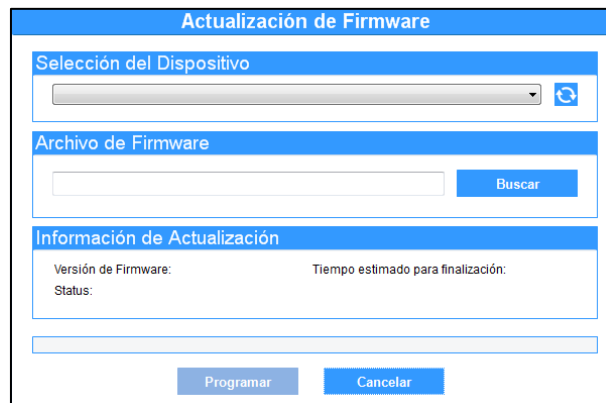 Actualización de Firmware
Selección del Dispositivo
Archivo de Firmware
Buscar
Información de Actualización
Versión de Firmware: Tiempo estimado para finalización:
Status:
Programar Cancelar